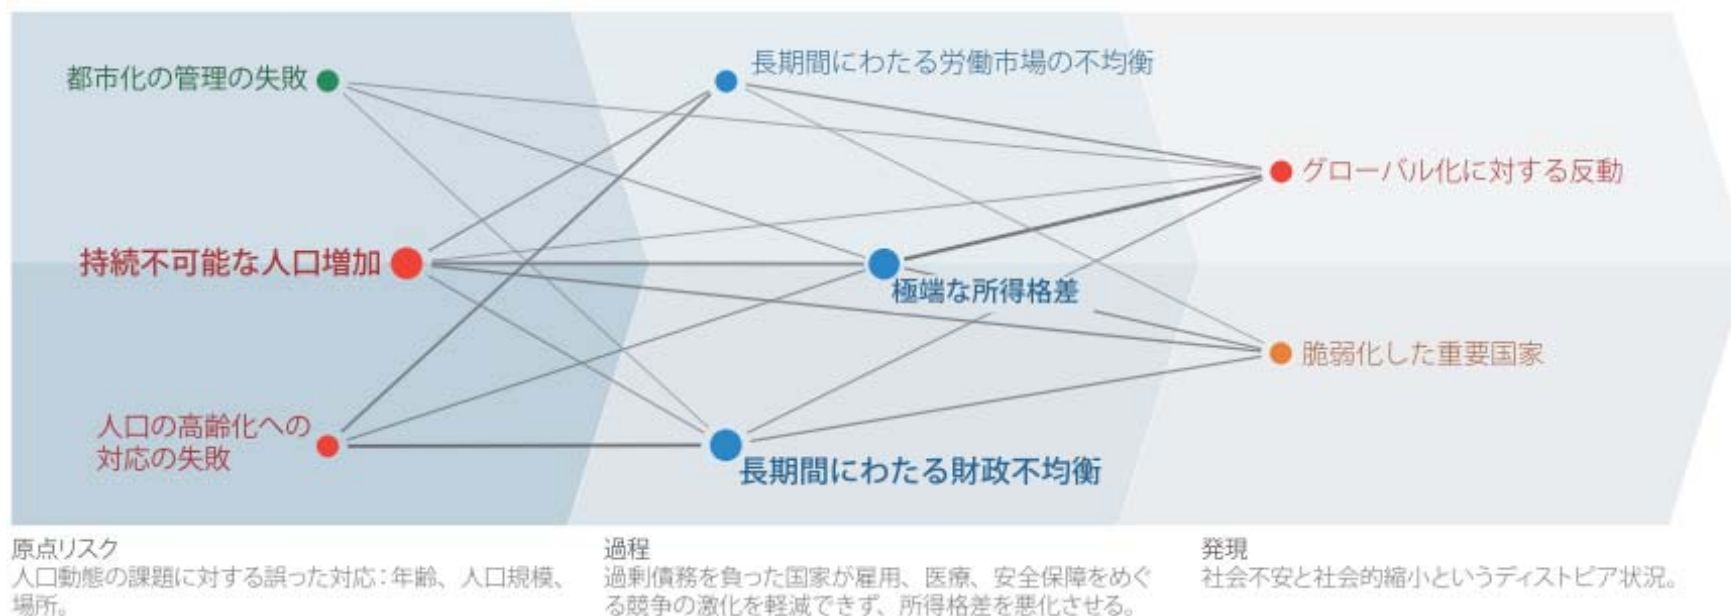 都市化の管理の失敗
長期間にわたる労働市場の不均衡
グローバル化に対する反動
持続不可能な人口増加
極端な所得格差
脆弱化した重要国家
人口の高齢化への
対応の失敗
長期間にわたる財政不均衡
原点リスク
人口動態の課題に対する誤った対応：年齢、人口規模、
場所。
過程
過剰債務を負った国家が雇用、医療、安全保障をめぐ
る競争の激化を軽減できず、所得格差を悪化させる。
発現
社会不安と社会的縮小というディストピア状況。